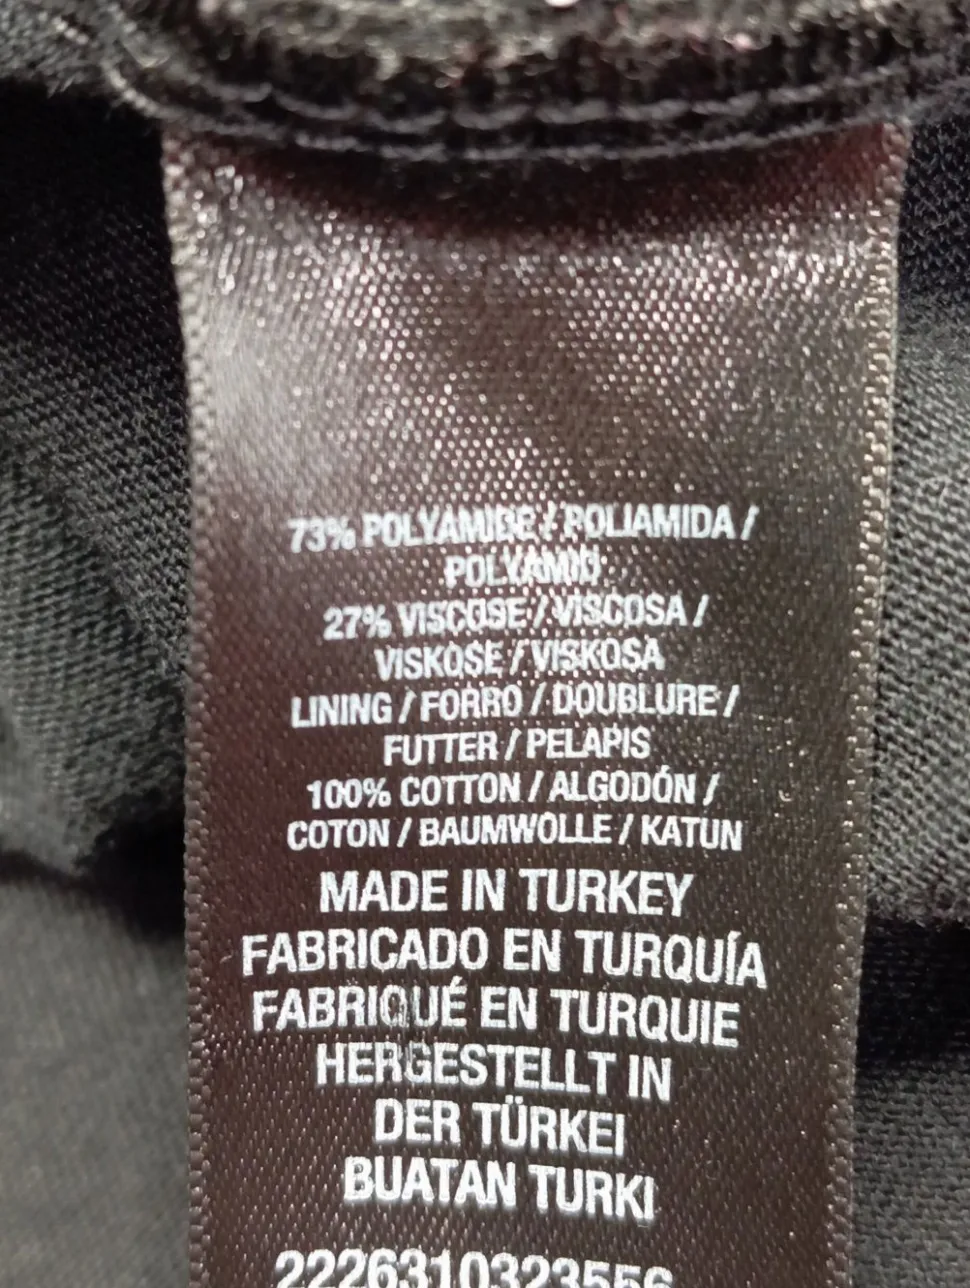 73% POLYAMIDE / POLIAMIDA /
POLYAMID
27% VISCOSE / VISCOSA /
VISKOSE / VISKOSA
LINING / FORRO / DOUBLURE /
FUTTER / PELAPIS
100% COTTON / ALGODÓN /
COTON / BAUMWOLLE / KATUN
MADE IN TURKEY
FABRICADO EN TURQUÍA
FABRIQUÉ EN TURQUIE
HERGESTELLT IN
DER TÜRKEI
BUATAN TURKI
2226310323556